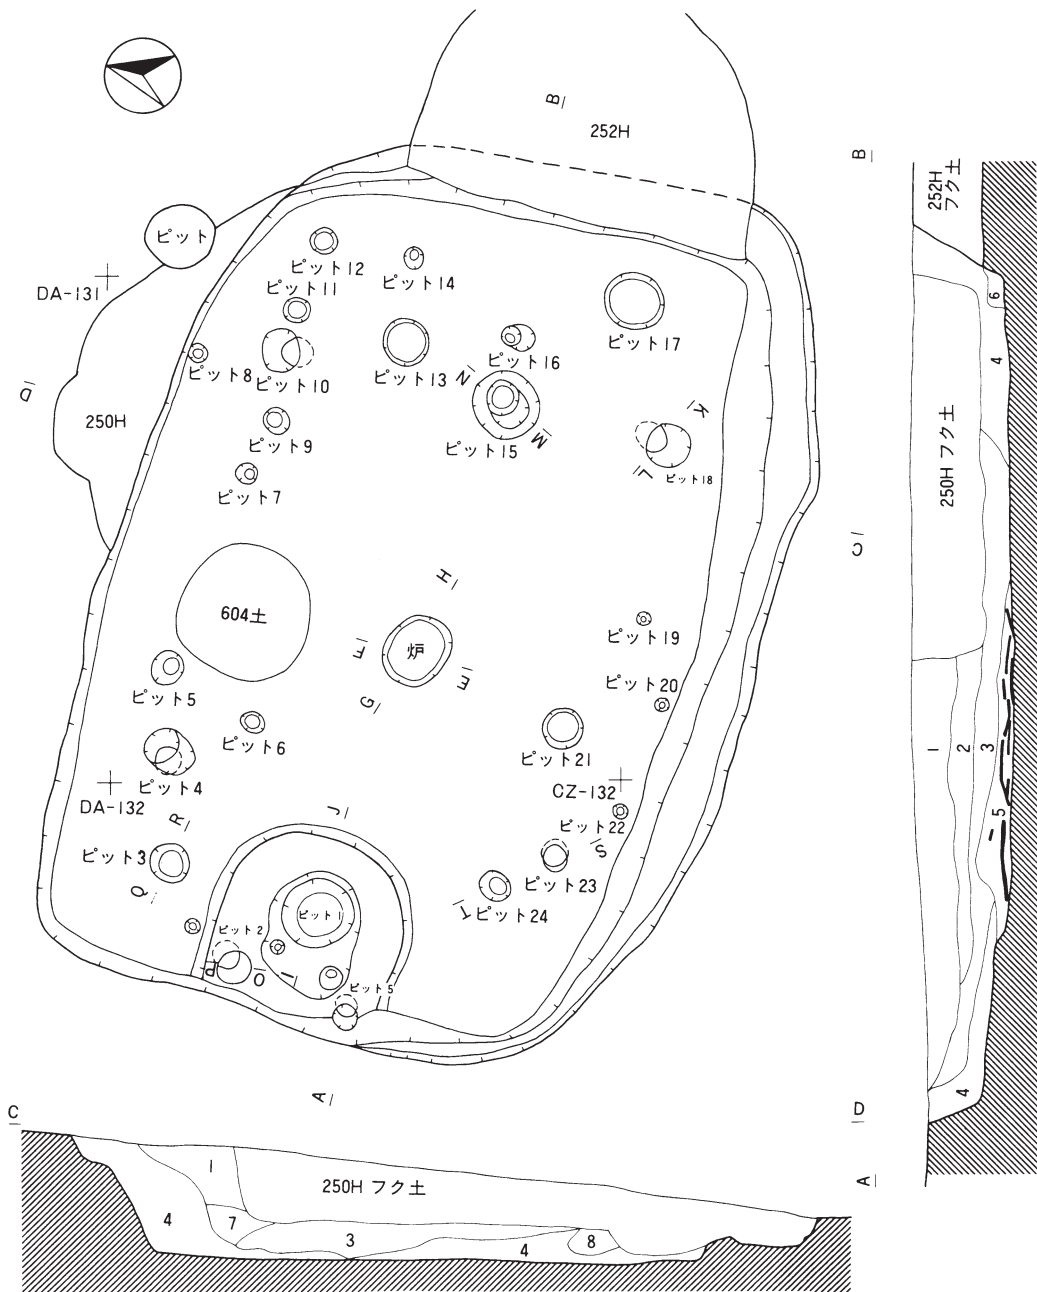 B
252H
B
252H
フク土
ピット
ピット12
ピット14
DA-131
ピット11
6
ピット17
ピット16
4
ピット8
ピット10
ピット13
N
D
K
250H
ピット9
ピット15
M
250H フク土
L
ピット18
ピット7
C
H
604土
ピット19
F
炉
E
ピット5
ピット20
G
ピット6
ピット21
1
2
3
ピット4
CZ-132
DA-132
J
5
R
ピット22
S
ピット3
ピット23
Q
T
ピット24
ピット1
ピット2
P
O
I
ピット5
4
A
C
D
1
250H フク土
A
4
7
3
4
8